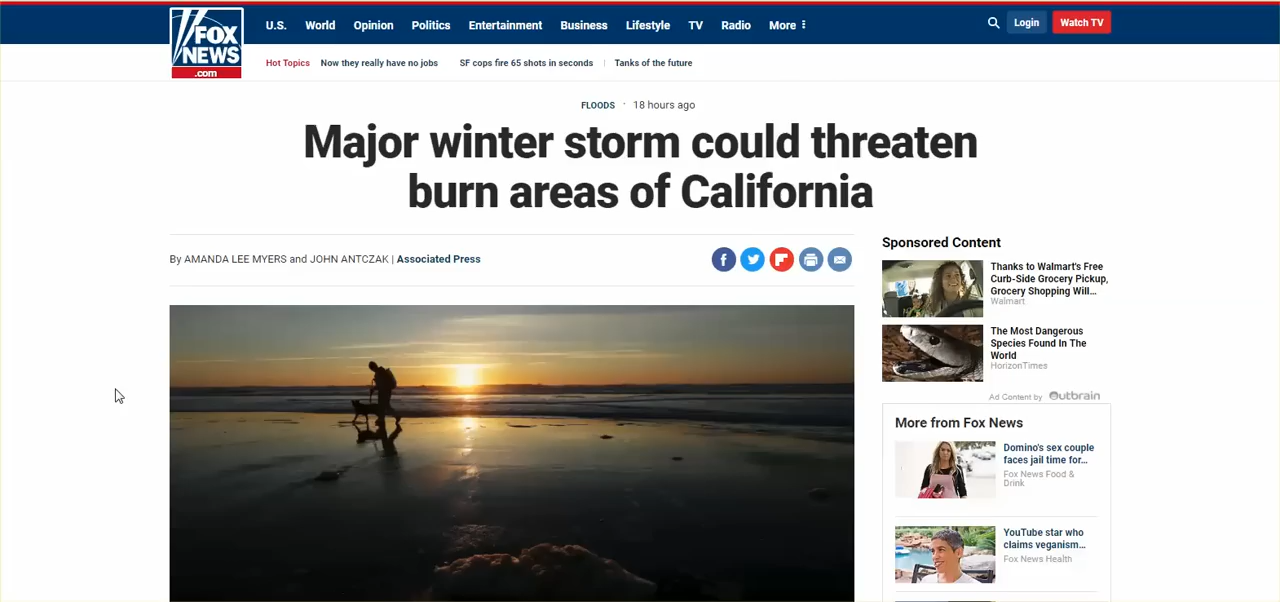 FOX
NEWS
.com
U.S. World Opinion Politics Entertainment Business Lifestyle TV Radio More Login Watch TV
Hot Topics Now they really have no jobs SF cops fire 65 shots in seconds | Tanks of the future
FLOODS · 18 hours ago
Major winter storm could threaten
burn areas of California
By AMANDA LEE MYERS and JOHN ANTCZAK | Associated Press
Sponsored Content
Thanks to Walmart's Free
Curb-Side Grocery Pickup,
Grocery Shopping Will...
Walmart
The Most Dangerous
Species Found In The
World
HorizonTimes
Ad Content by Outbrain
More from Fox News
Domino's sex couple
faces jail time for...
Fox News Food &
Drink
YouTube star who
claims veganism...
Fox News Health